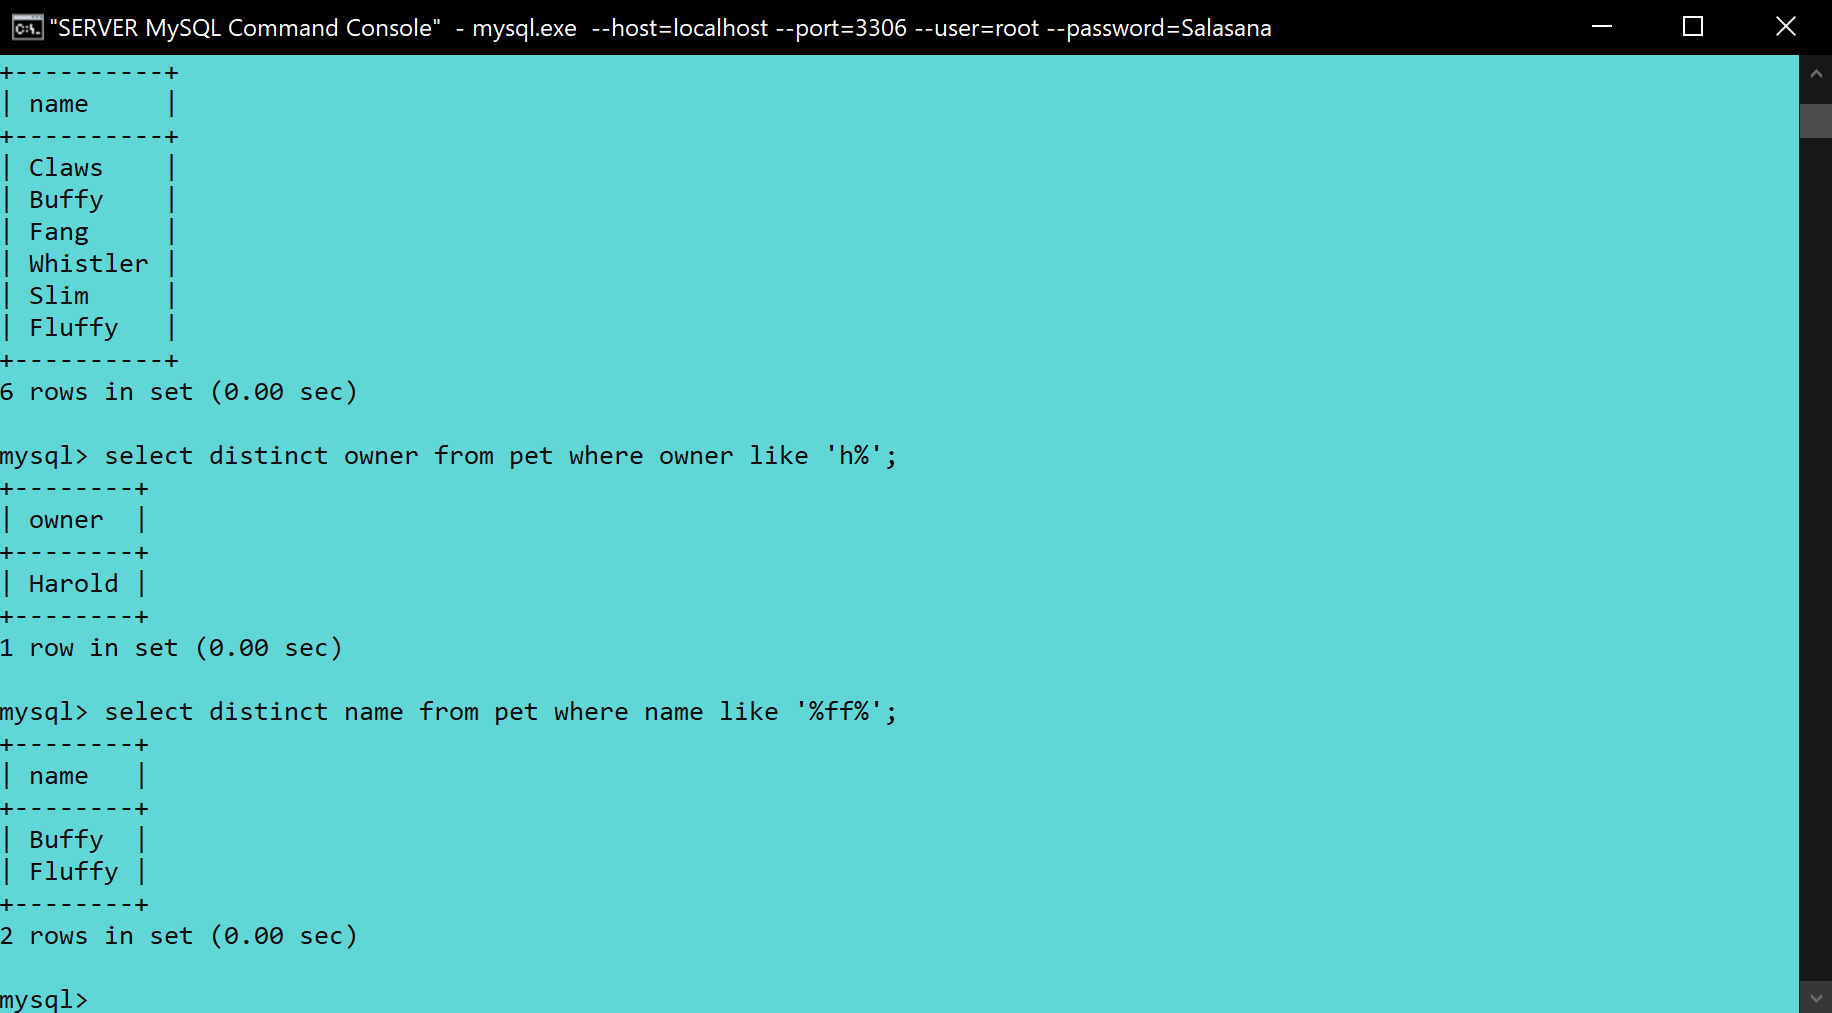 "SERVER MySQL Command Console" - mysql.exe --host=localhost --port=3306 --user=root --password=Salasana
+----------+
| name     |
+----------+
| Claws    |
| Buffy    |
| Fang     |
| Whistler |
| Slim     |
| Fluffy   |
+----------+
6 rows in set (0.00 sec)
mysql> select distinct owner from pet where owner like 'h%';
+--------+
| owner  |
+--------+
| Harold |
+--------+
1 row in set (0.00 sec)
mysql> select distinct name from pet where name like '%ff%';
+--------+
| name   |
+--------+
| Buffy  |
| Fluffy |
+--------+
2 rows in set (0.00 sec)
mysql>